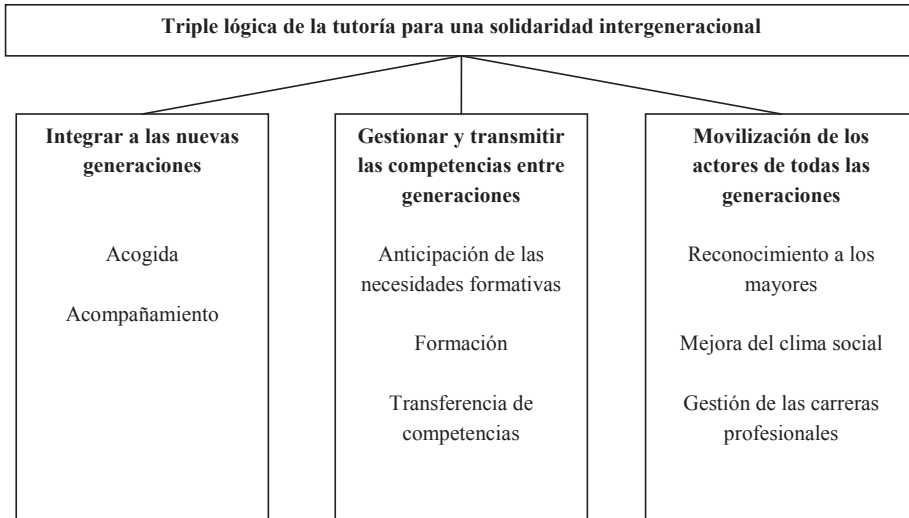 Triple lógica de la tutoría para una solidaridad intergeneracional
Integrar a las nuevas
generaciones
Acogida
Acompañamiento
Gestionar y transmitir
las competencias entre
generaciones
Anticipación de las
necesidades formativas
Formación
Transferencia de
competencias
Movilización de los
actores de todas las
generaciones
Reconocimiento a los
mayores
Mejora del clima social
Gestión de las carreras
profesionales